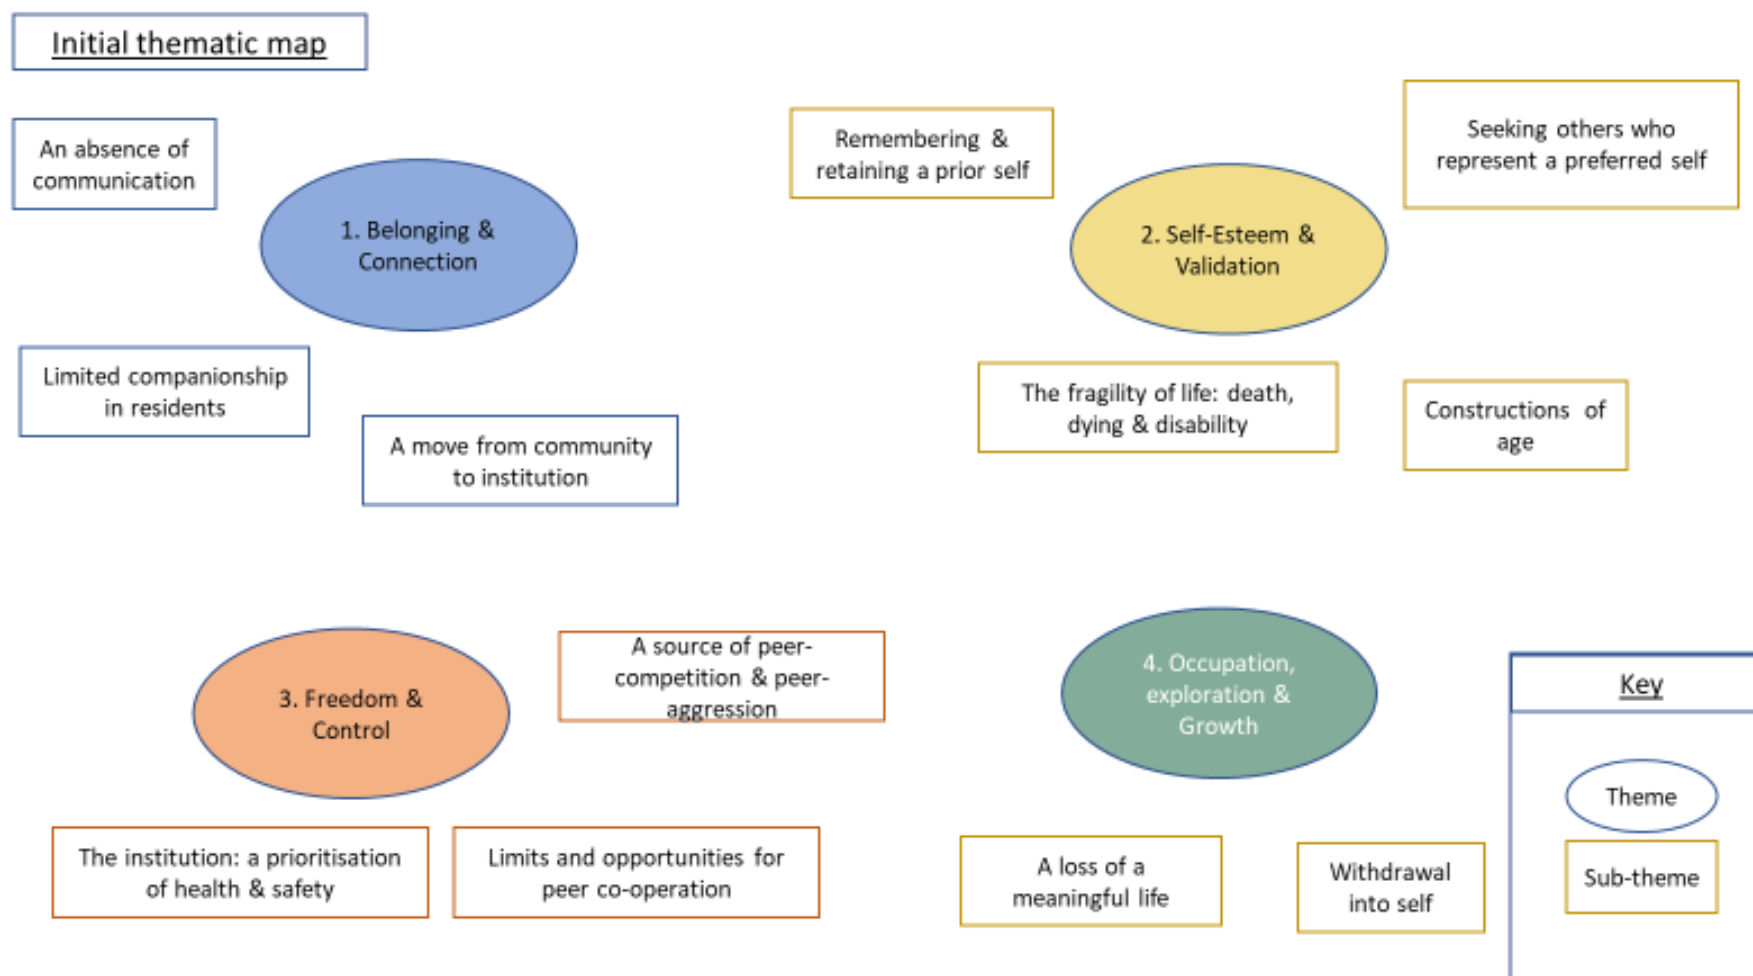 Initial thematic map
An absence of
communication
1. Belonging &
Connection
Limited companionship
in residents
A move from community
to institution
Remembering &
retaining a prior self
Seeking others who
represent a preferred self
2. Self-Esteem &
Validation
The fragility of life: death,
dying & disability
Constructions of
age
3. Freedom &
Control
A source of peer-
competition & peer-
aggression
The institution: a prioritisation
of health & safety
Limits and opportunities for
peer co-operation
4. Occupation,
exploration &
Growth
A loss of a
meaningful life
Withdrawal
into self
Key
Theme
Sub-theme